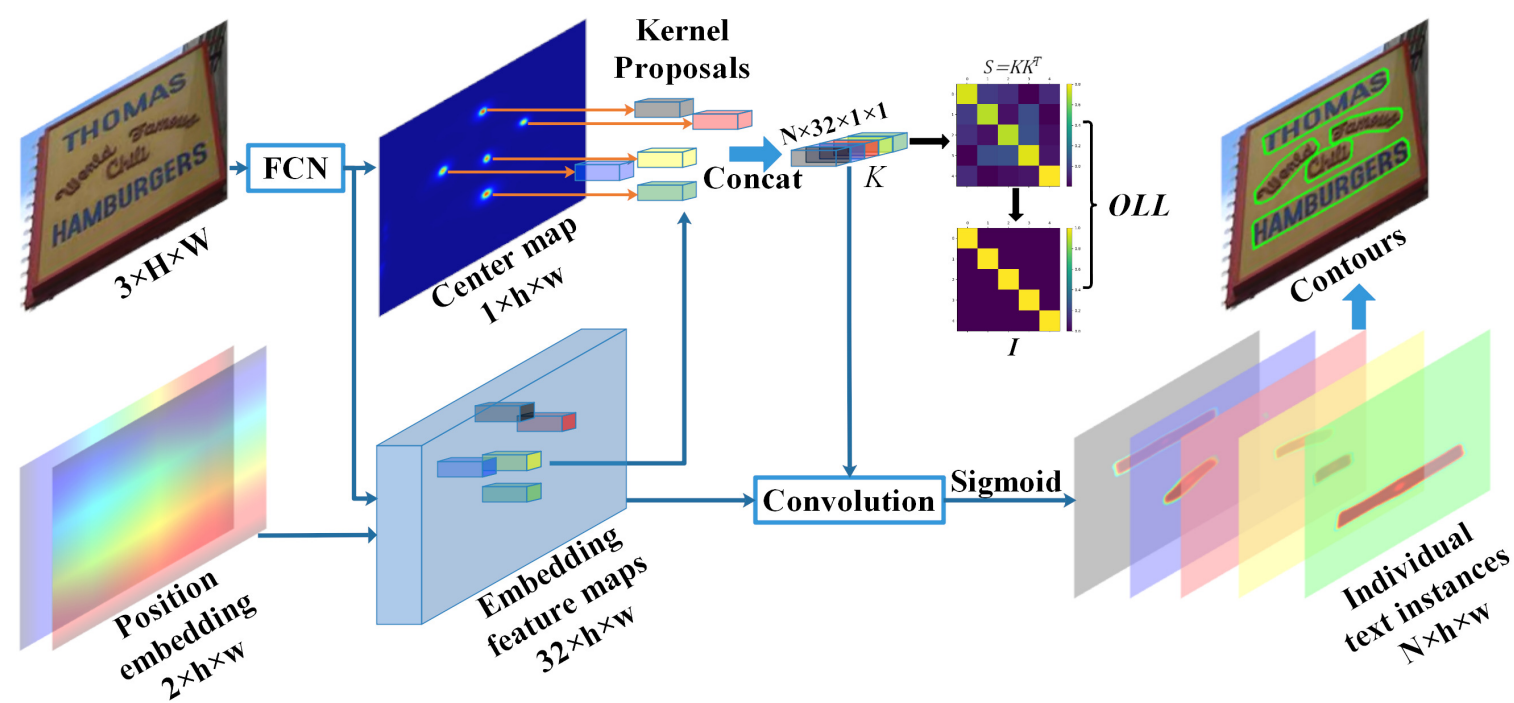 THOMAS
World Famous
Chili
HAMBURGERS
3×H×W
FCN
Center map
1×h×w
Kernel
Proposals
Concat
N×32×1×1
K
S=KKᵀ
I
OLL
THOMAS
World Famous
Chili
HAMBURGERS
Contours
Position
embedding
2×h×w
Embedding
feature maps
32×h×w
Convolution
Sigmoid
Individual
text instances
N×h×w